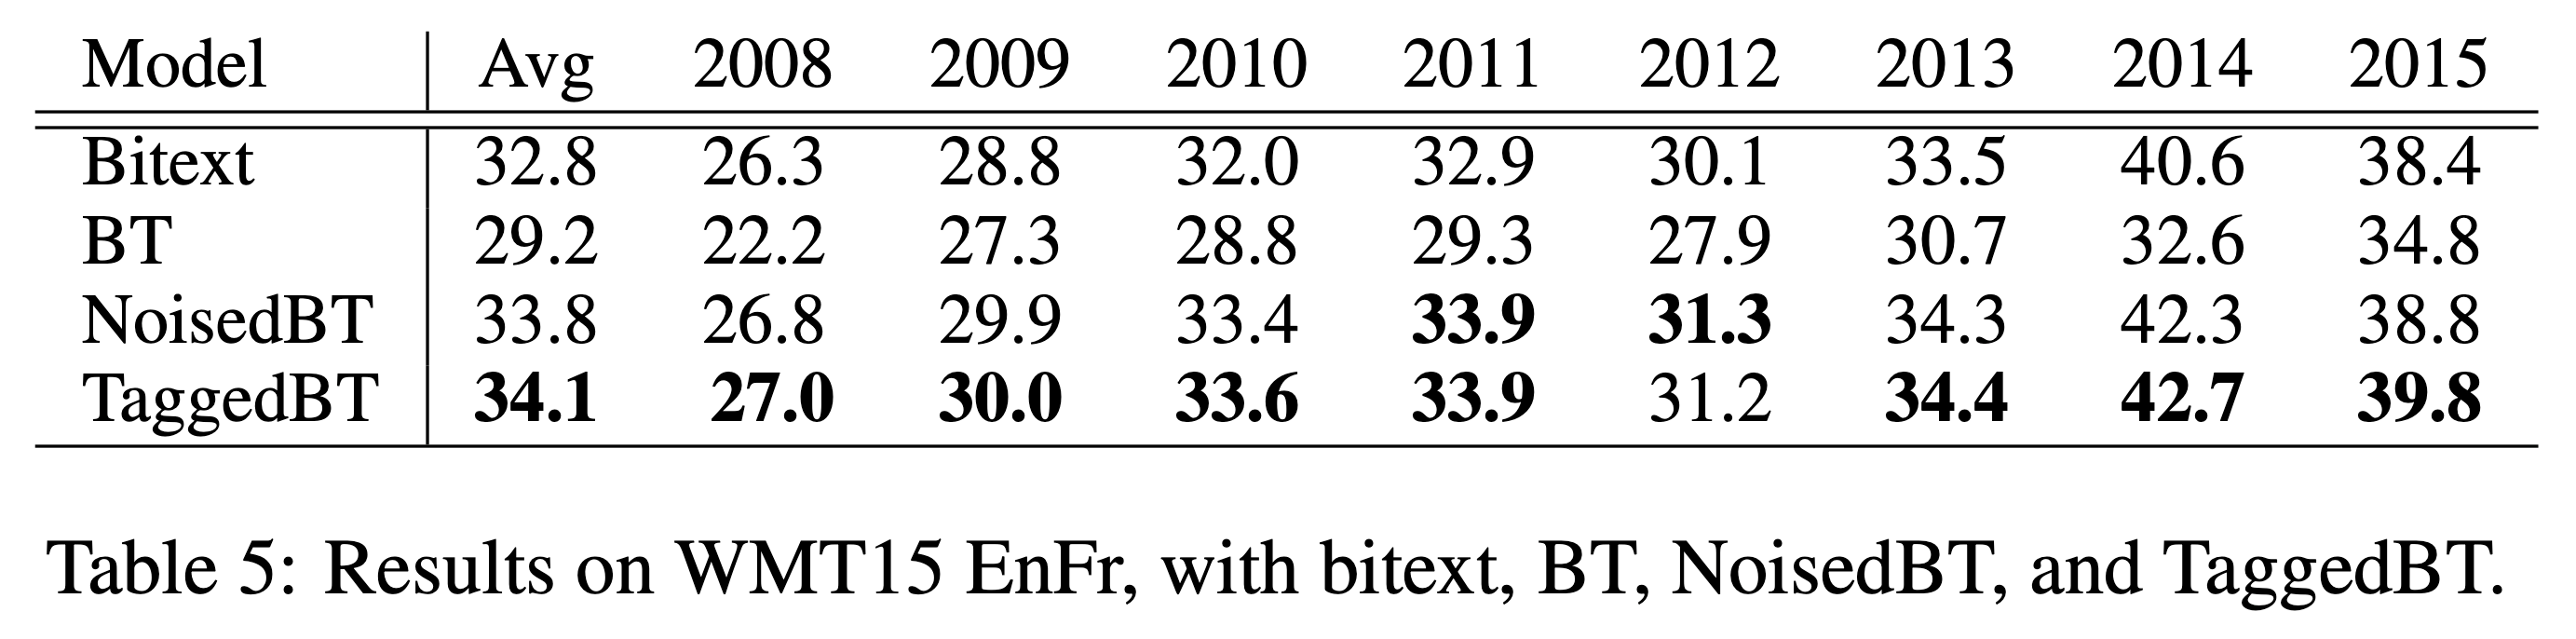 Model Avg 2008 2009 2010 2011 2012 2013 2014 2015
Bitext 32.8 26.3 28.8 32.0 32.9 30.1 33.5 40.6 38.4
BT 29.2 22.2 27.3 28.8 29.3 27.9 30.7 32.6 34.8
NoisedBT 33.8 26.8 29.9 33.4 33.9 31.3 34.3 42.3 38.8
TaggedBT 34.1 27.0 30.0 33.6 33.9 31.2 34.4 42.7 39.8
Table 5: Results on WMT15 EnFr, with bitext, BT, NoisedBT, and TaggedBT.